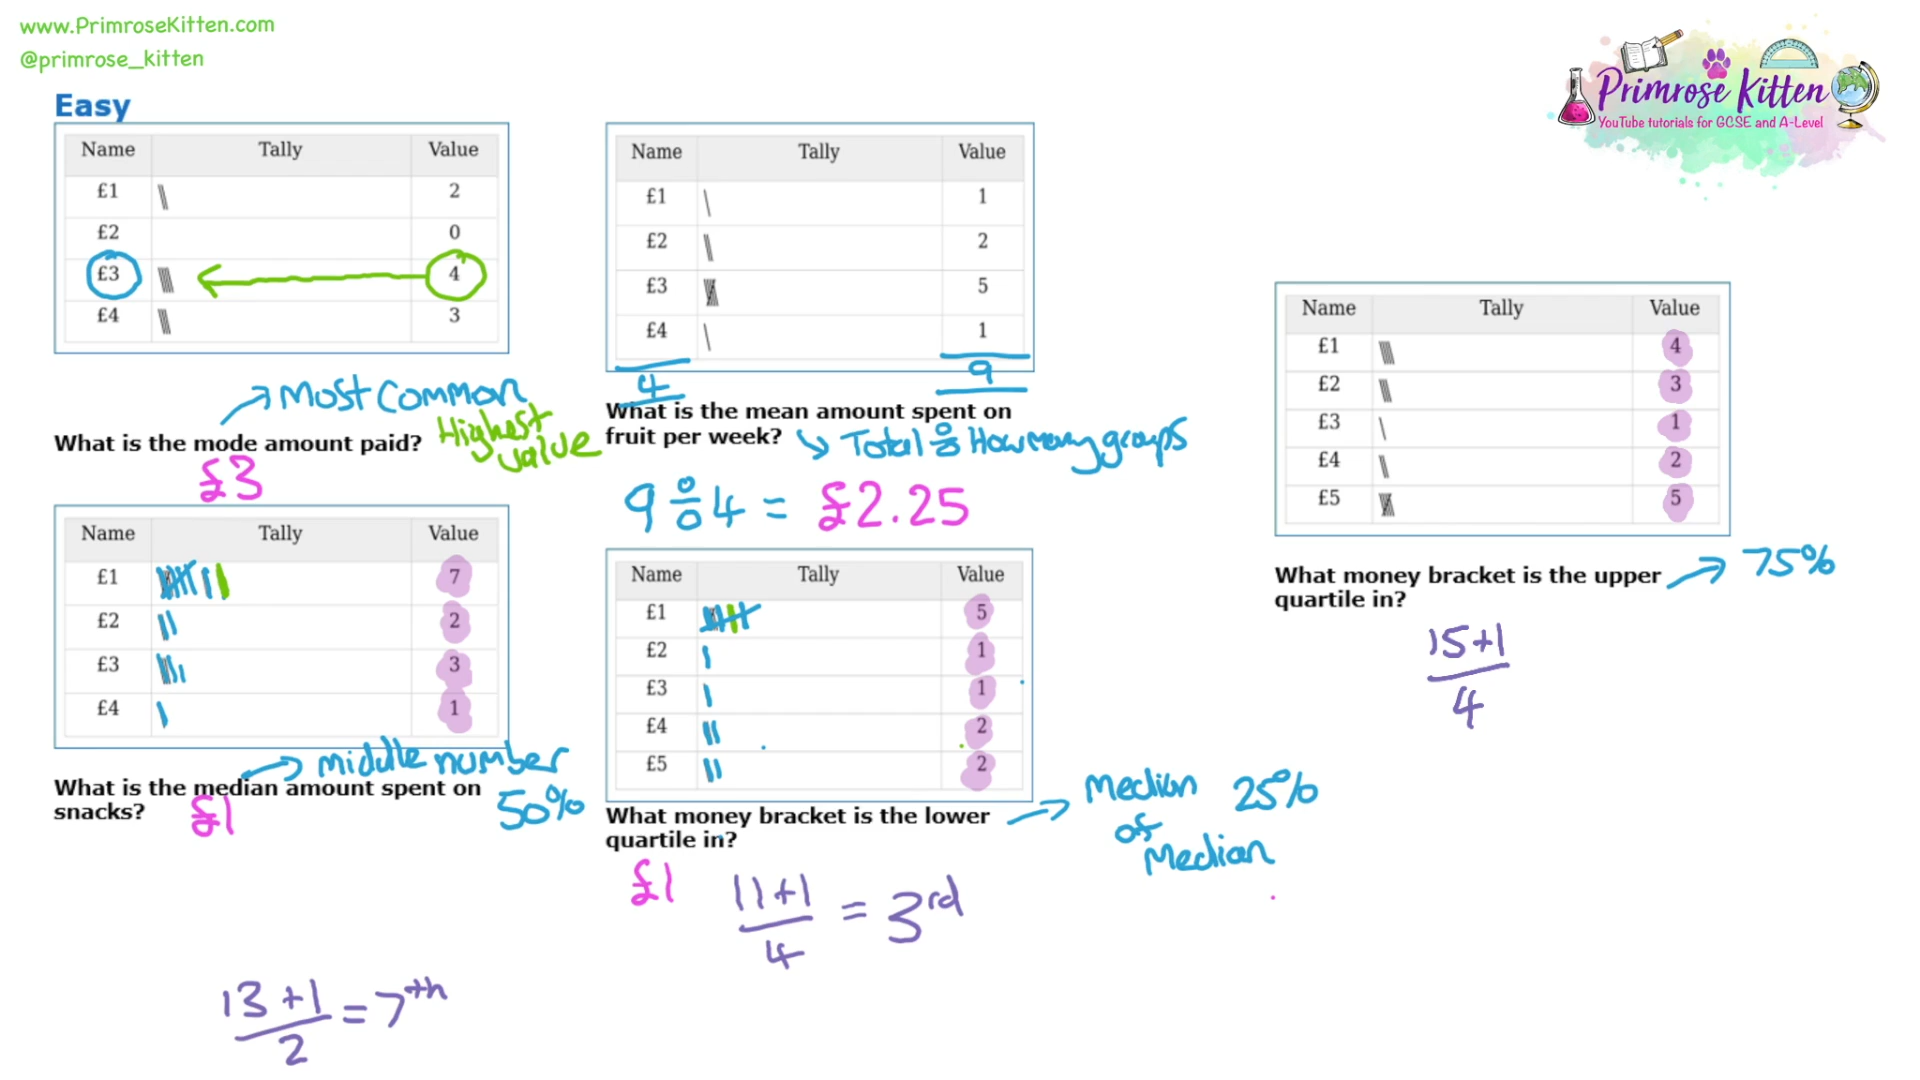 www.PrimroseKitten.com
@primrose_kitten
Primrose Kitten
YouTube tutorials for GCSE and A-Level
Easy
Name Tally Value
£1 2
£2 0
£3 4
£4 3
Most Common
What is the mode amount paid?
Highest
value
£3
Name Tally Value
£1 7
£2 2
£3 3
£4 1
middle number
What is the median amount spent on
snacks?
£1
50%
13+1
2
=7th
Name Tally Value
£1 1
£2 2
£3 5
£4 1
4 9
What is the mean amount spent on
fruit per week?
Total ÷ How many groups
9÷4 = £2.25
Name Tally Value
£1 5
£2 1
£3 1
£4 2
£5 2
What money bracket is the lower
quartile in?
Median 25%
of
Median
£1
11+1
4
= 3rd
Name Tally Value
£1 4
£2 3
£3 1
£4 2
£5 5
What money bracket is the upper
quartile in?
75%
15+1
4